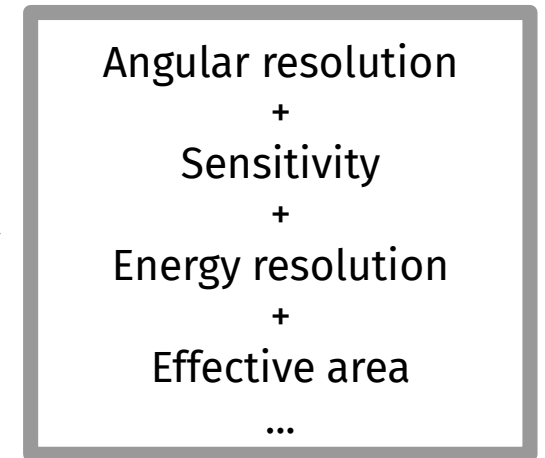 Angular resolution
+
Sensitivity
+
Energy resolution
+
Effective area
...